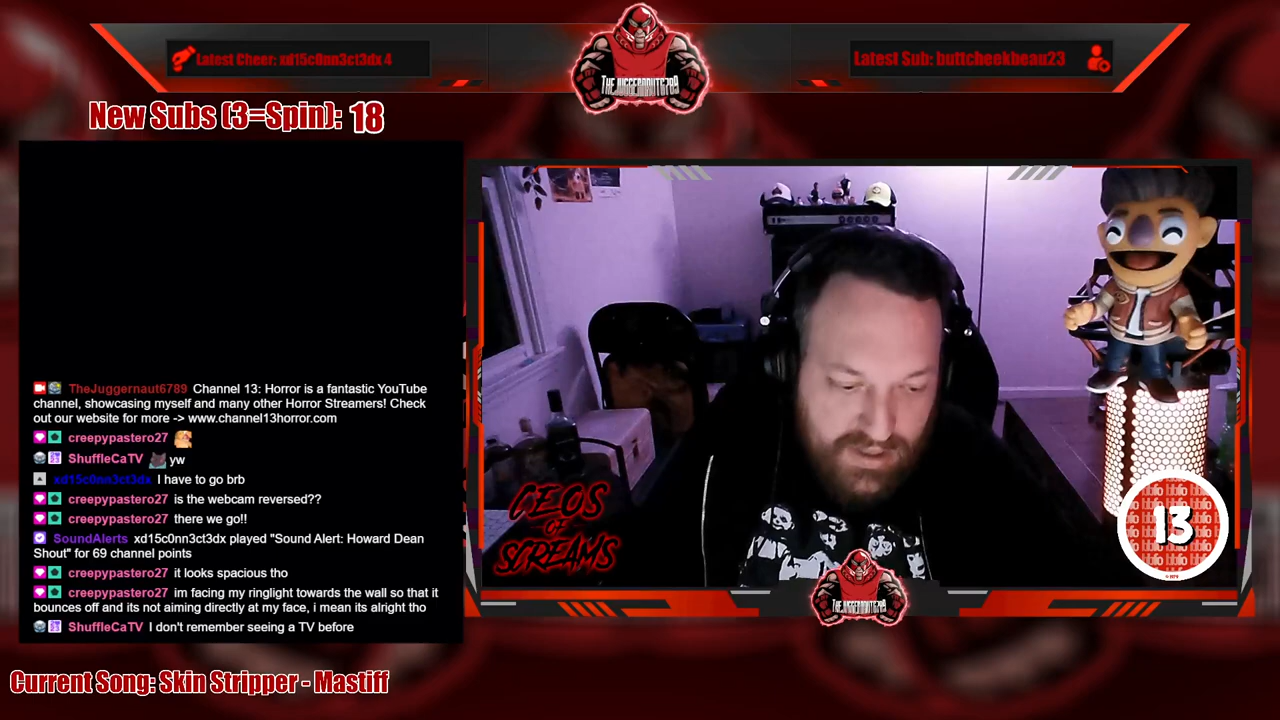 Latest Cheer: xd15c0nn3ct3dx 4
THEJUGGERNAUT6789
Latest Sub: buttcheekbeau23
New Subs (3=Spin): 18
TheJuggernaut6789 Channel 13: Horror is a fantastic YouTube
channel, showcasing myself and many other Horror Streamers! Check
out our website for more -> www.channel13horror.com
creepypastero27
ShuffleCaTV yw
xd15c0nn3ct3dx I have to go brb
creepypastero27 is the webcam reversed??
creepypastero27 there we go!!
SoundAlerts xd15c0nn3ct3dx played "Sound Alert: Howard Dean
Shout" for 69 channel points
creepypastero27 it looks spacious tho
creepypastero27 im facing my ringlight towards the wall so that it
bounces off and its not aiming directly at my face, i mean its alright tho
ShuffleCaTV I don't remember seeing a TV before
CEOS
OF
SCREAMS
13
THEJUGGERNAUT6789
Current Song: Skin Stripper - Mastiff